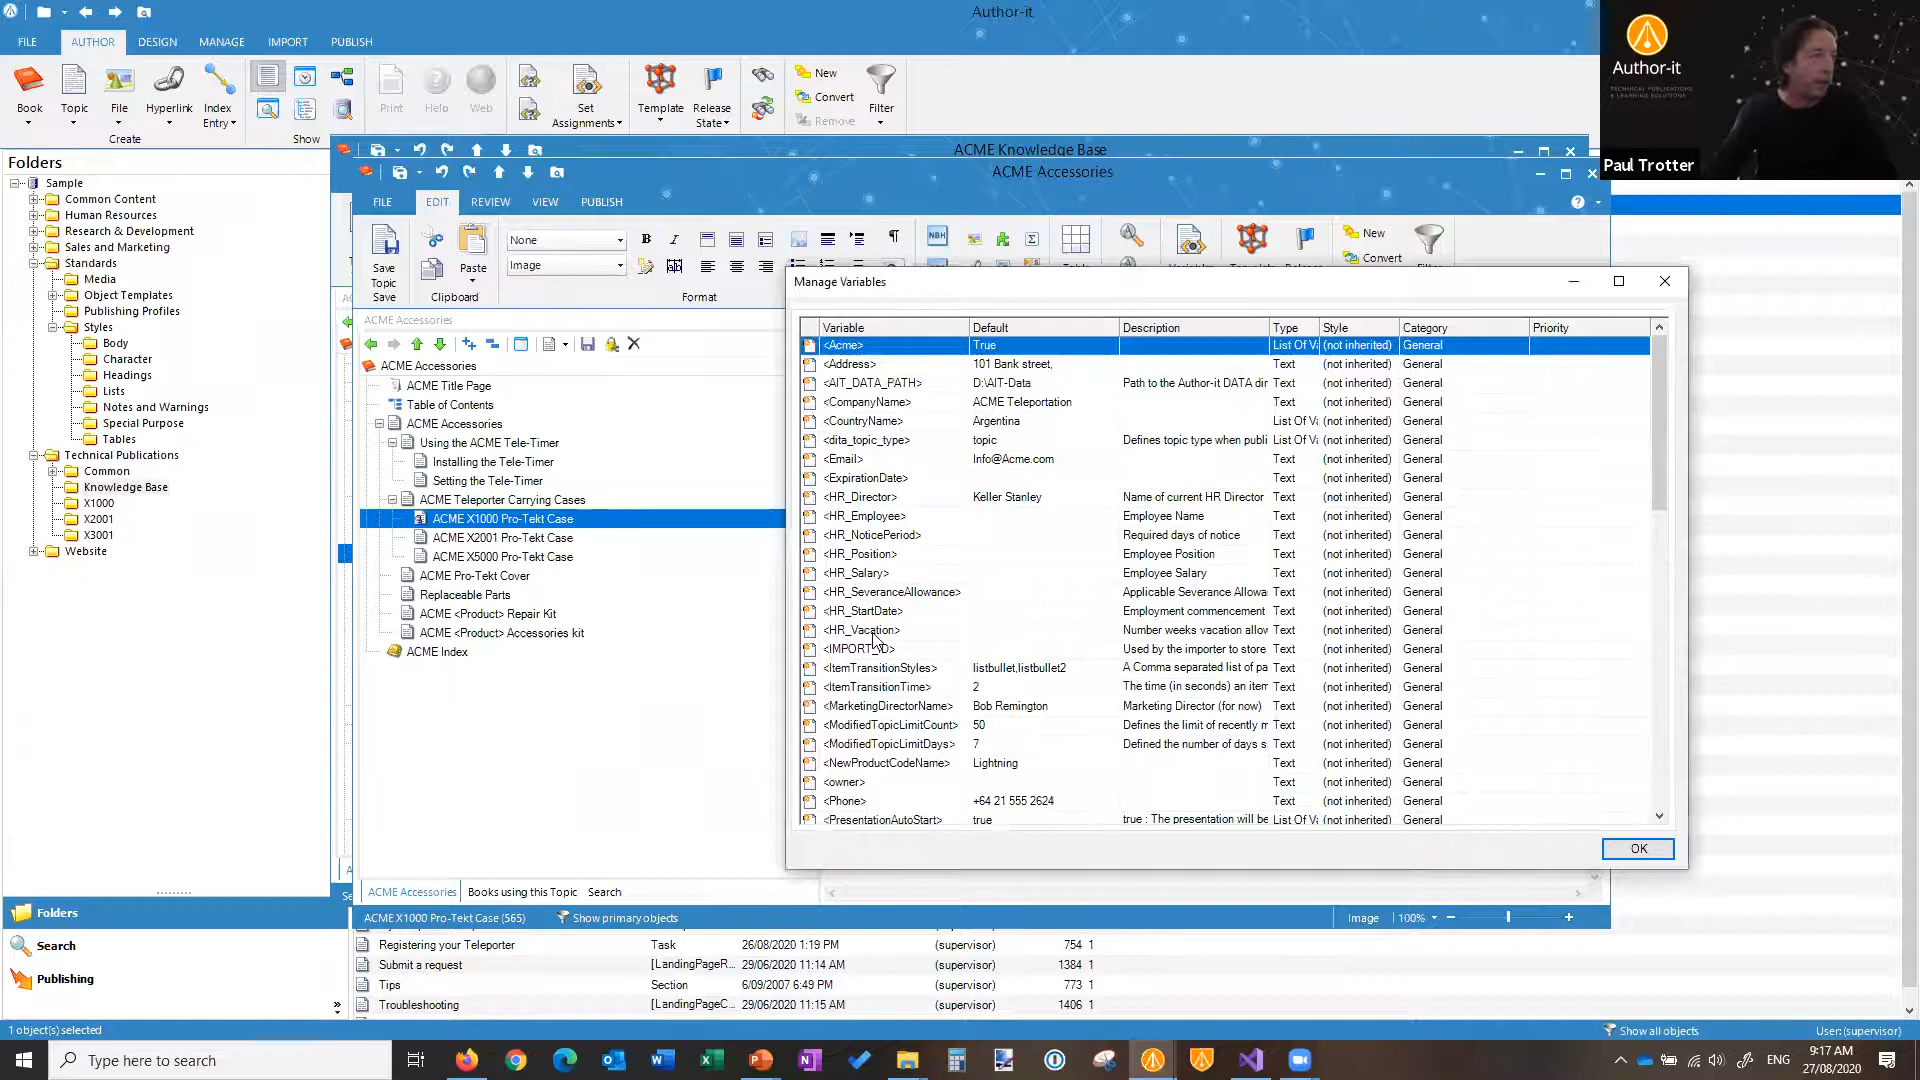 Author-it
FILE AUTHOR DESIGN MANAGE IMPORT PUBLISH
Book Topic File Hyperlink Index Entry
Create
Show
Print Help Web
Set Assignments
Template Release State
New
Convert
Remove
Filter
Author-it
TECHNICAL PUBLICATIONS
& LEARNING SOLUTIONS
Paul Trotter
Folders
Sample
Common Content
Human Resources
Research & Development
Sales and Marketing
Standards
Media
Object Templates
Publishing Profiles
Styles
Body
Character
Headings
Lists
Notes and Warnings
Special Purpose
Tables
Technical Publications
Common
Knowledge Base
X1000
X2001
X3001
Website
Folders
Search
Publishing
ACME Knowledge Base
ACME Accessories
FILE EDIT REVIEW VIEW PUBLISH
Save Topic
Save
Paste
Clipboard
None
Image
Format
NBH
New
Convert
ACME Accessories
ACME Accessories
ACME Title Page
Table of Contents
ACME Accessories
Using the ACME Tele-Timer
Installing the Tele-Timer
Setting the Tele-Timer
ACME Teleporter Carrying Cases
ACME X1000 Pro-Tekt Case
ACME X2001 Pro-Tekt Case
ACME X5000 Pro-Tekt Case
ACME Pro-Tekt Cover
Replaceable Parts
ACME <Product> Repair Kit
ACME <Product> Accessories kit
ACME Index
ACME Accessories Books using this Topic Search
ACME X1000 Pro-Tekt Case (565) Show primary objects Image 100%
Manage Variables
Variable Default Description Type Style Category Priority
<Acme> True List Of Va (not inherited) General
<Address> 101 Bank street, Text (not inherited) General
<AIT_DATA_PATH> D:\AIT-Data Path to the Author-it DATA dir Text (not inherited) General
<CompanyName> ACME Teleportation Text (not inherited) General
<CountryName> Argentina List Of Va (not inherited) General
<dita_topic_type> topic Defines topic type when publi List Of Va (not inherited) General
<Email> Info@Acme.com Text (not inherited) General
<ExpirationDate> Text (not inherited) General
<HR_Director> Keller Stanley Name of current HR Director Text (not inherited) General
<HR_Employee> Employee Name Text (not inherited) General
<HR_NoticePeriod> Required days of notice Text (not inherited) General
<HR_Position> Employee Position Text (not inherited) General
<HR_Salary> Employee Salary Text (not inherited) General
<HR_SeveranceAllowance> Applicable Severance Allowa Text (not inherited) General
<HR_StartDate> Employment commencement Text (not inherited) General
<HR_Vacation> Number weeks vacation allow Text (not inherited) General
<IMPORT_ID> Used by the importer to store Text (not inherited) General
<ItemTransitionStyles> listbullet,listbullet2 A Comma separated list of pa Text (not inherited) General
<ItemTransitionTime> 2 The time (in seconds) an item Text (not inherited) General
<MarketingDirectorName> Bob Remington Marketing Director (for now) Text (not inherited) General
<ModifiedTopicLimitCount> 50 Defines the limit of recently m Text (not inherited) General
<ModifiedTopicLimitDays> 7 Defined the number of days s Text (not inherited) General
<NewProductCodeName> Lightning Text (not inherited) General
<owner> Text (not inherited) General
<Phone> +64 21 555 2624 Text (not inherited) General
<PresentationAutoStart> true true : The presentation will be List Of Va (not inherited) General
OK
Registering your Teleporter Task 26/08/2020 1:19 PM (supervisor) 754 1
Submit a request [LandingPageR... 29/06/2020 11:14 AM (supervisor) 1384 1
Tips Section 6/09/2007 6:49 PM (supervisor) 773 1
Troubleshooting [LandingPageC... 29/06/2020 11:15 AM (supervisor) 1406 1
1 object(s) selected Show all objects User: (supervisor)
Type here to search
ENG
9:17 AM
27/08/2020